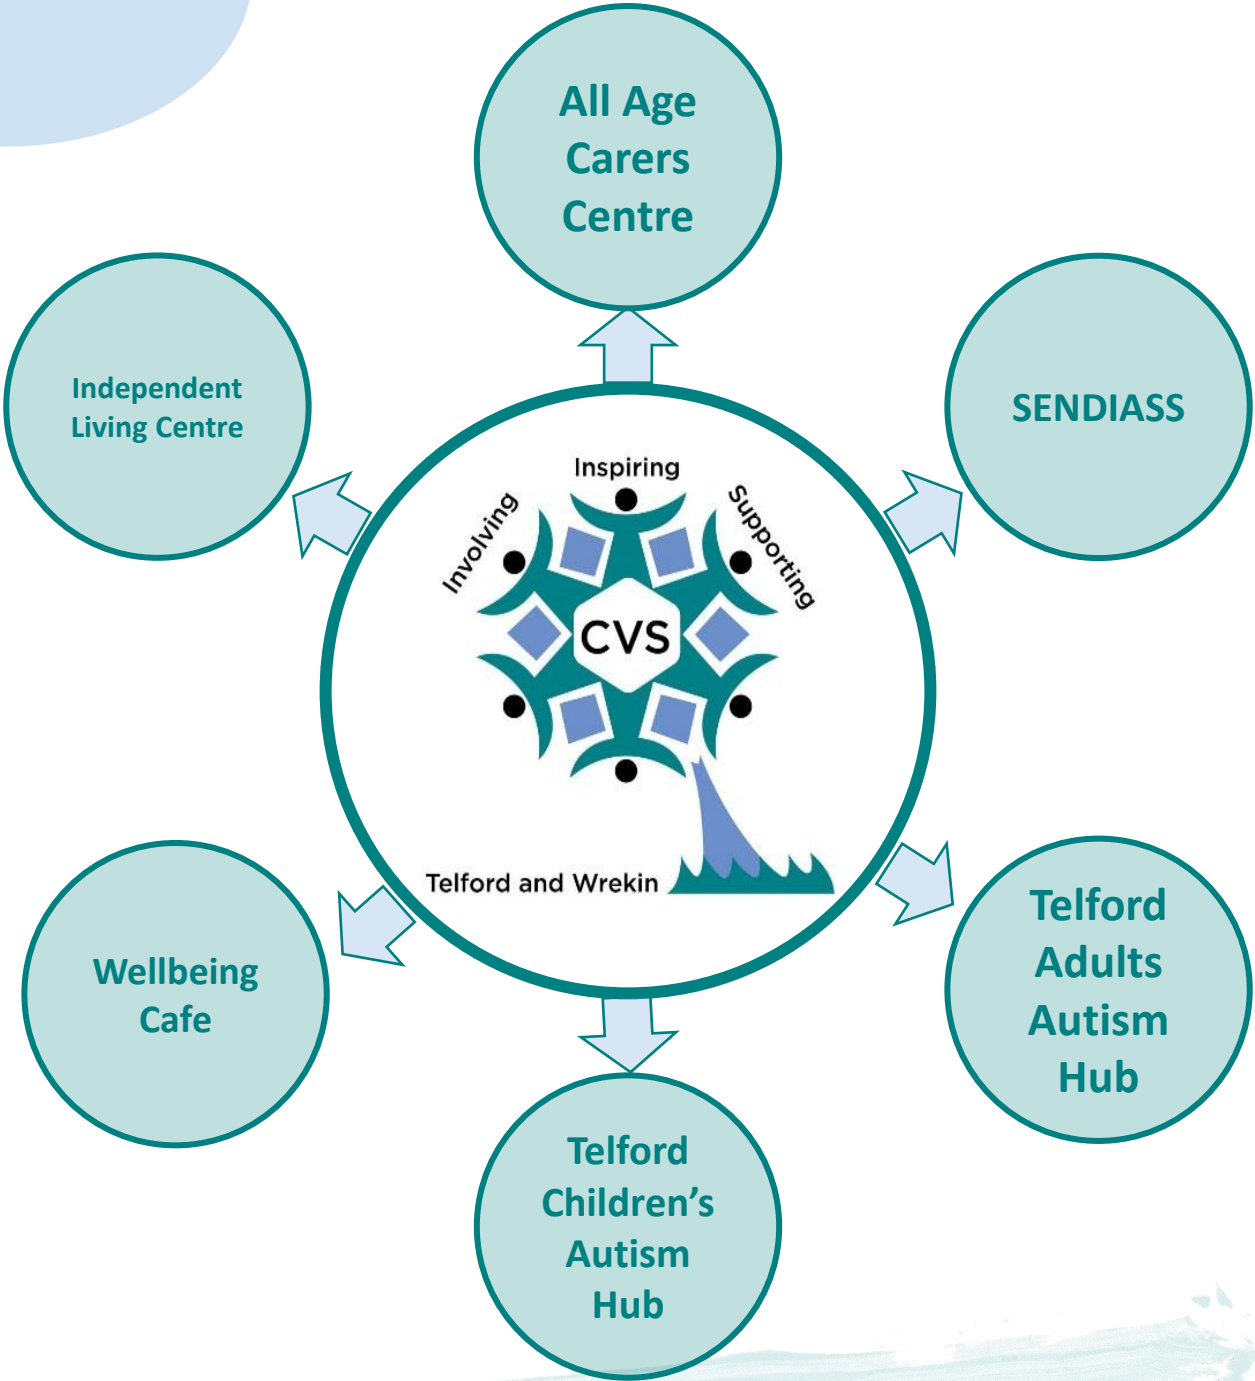 All Age
Carers
Centre
Independent
Living Centre
SENDIASS
Inspiring
Involving
Supporting
CVS
Telford and Wrekin
Wellbeing
Cafe
Telford
Adults
Autism
Hub
Telford
Children’s
Autism
Hub